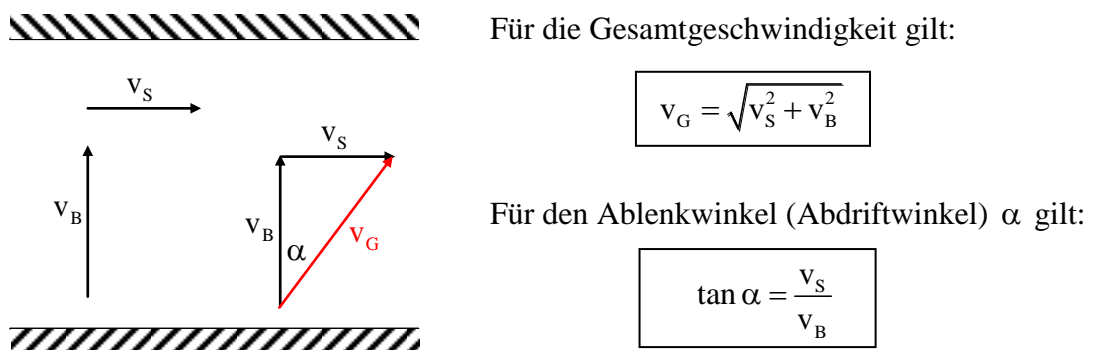 v_S
v_B
v_S
v_B
α
v_G
Für die Gesamtgeschwindigkeit gilt:
v_G = √(v_S² + v_B²)
Für den Ablenkwinkel (Abdriftwinkel) α gilt:
tan α = v_S / v_B